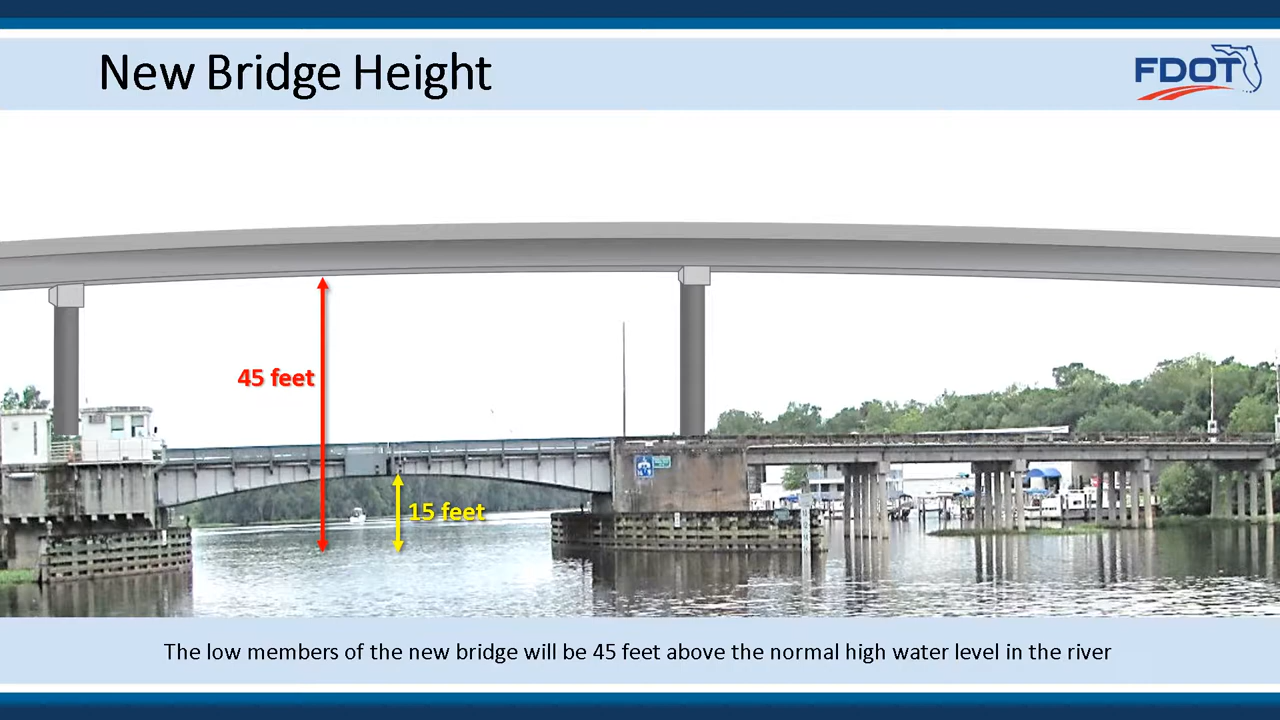 New Bridge Height
FDOT
45 feet
15 feet
The low members of the new bridge will be 45 feet above the normal high water level in the river